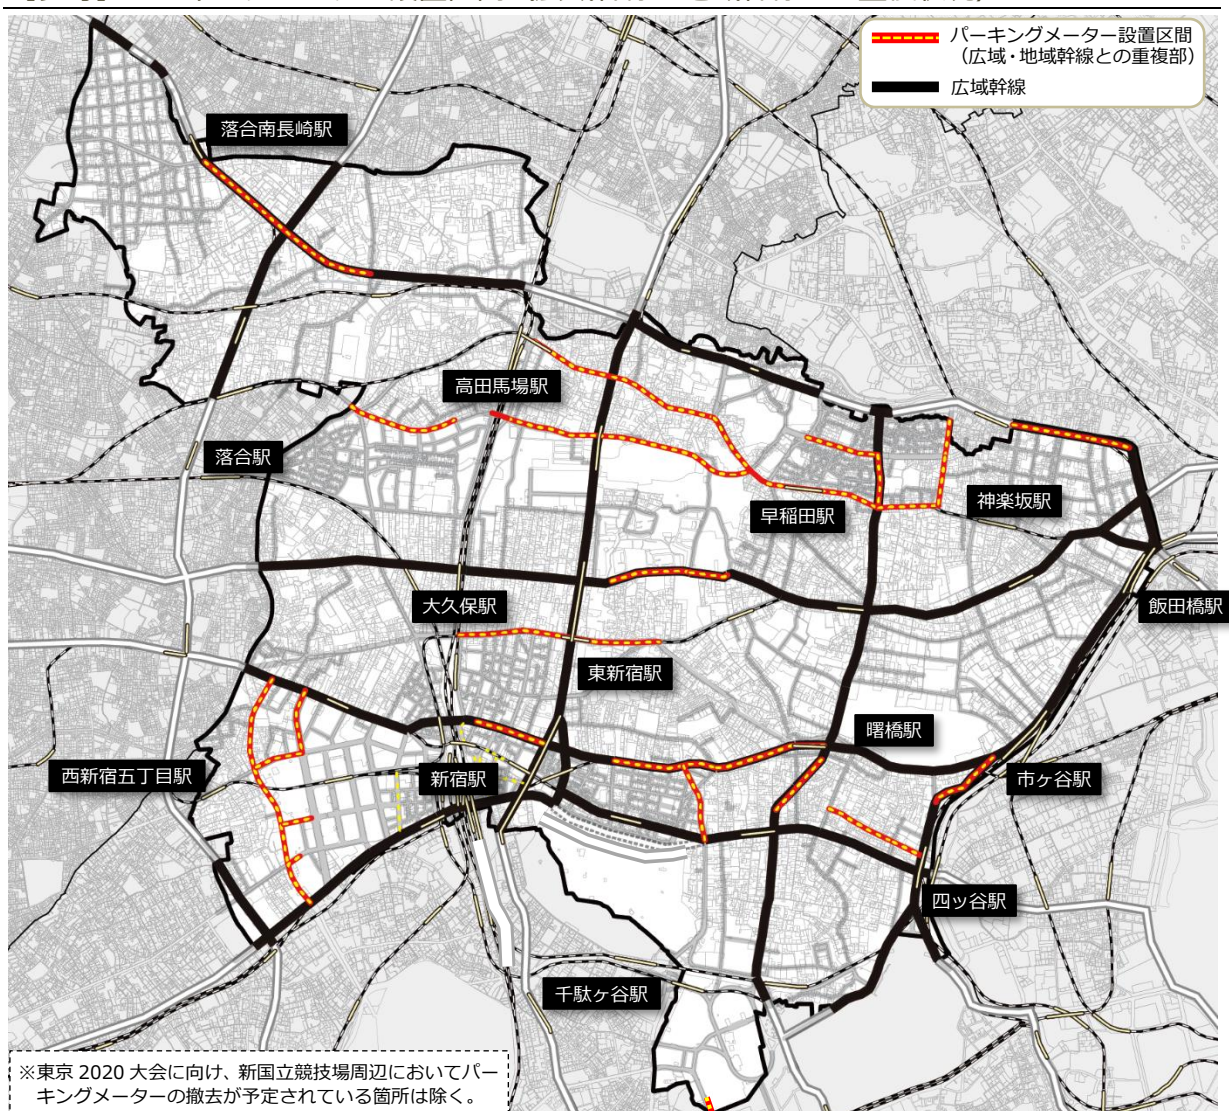 パーキングメーター設置区間
（広域・地域幹線との重複部）
広域幹線
落合南長崎駅
高田馬場駅
落合駅
早稲田駅
神楽坂駅
大久保駅
飯田橋駅
東新宿駅
曙橋駅
西新宿五丁目駅
新宿駅
市ヶ谷駅
四ッ谷駅
千駄ヶ谷駅
※東京 2020 大会に向け、新国立競技場周辺においてパー
キングメーターの撤去が予定されている箇所は除く。